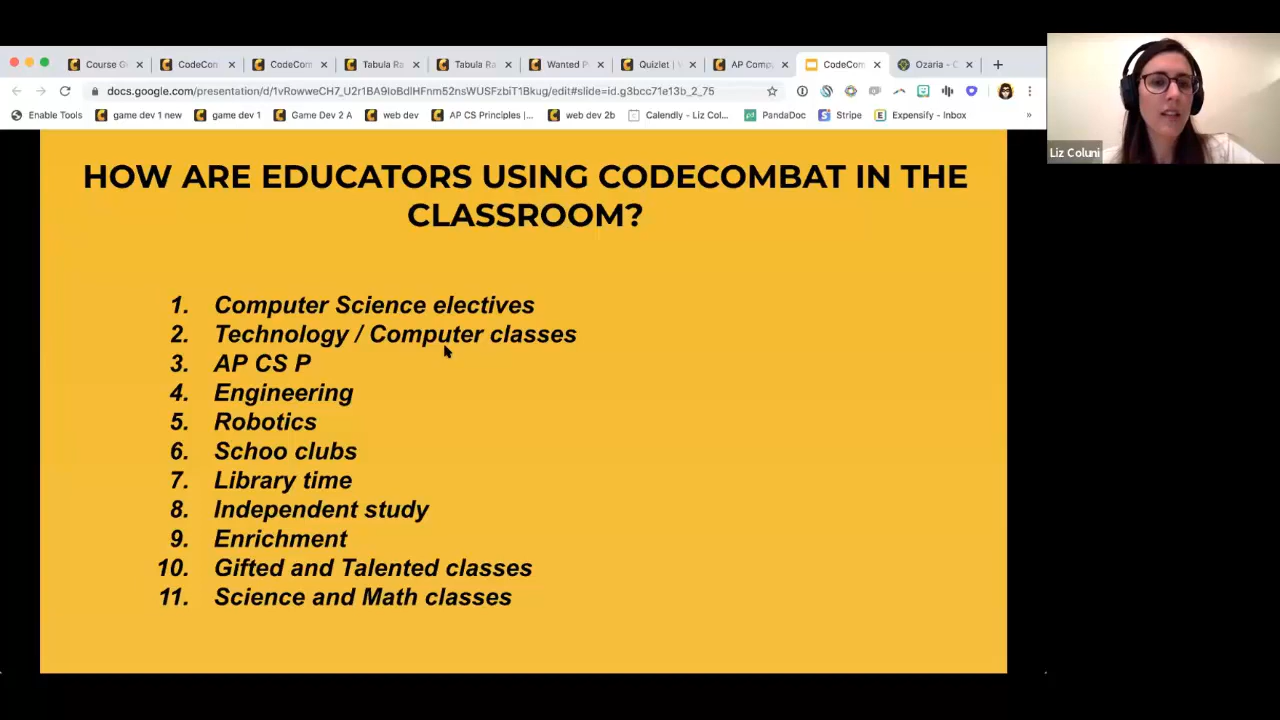 Course G
CodeCon
CodeCom
Tabula Ra
Tabula Ra
Wanted P
Quizlet | V
AP Comp
CodeCom
Ozaria - C
docs.google.com/presentation/d/1vRowweCH7_U2r1BA9IoBdIHFnm52nsWUSFzbiT1Bkug/edit#slide=id.g3bcc71e13b_2_75
Enable Tools
game dev 1 new
game dev 1
Game Dev 2 A
web dev
AP CS Principles |...
web dev 2b
Calendly - Liz Col...
PandaDoc
Stripe
Expensify - Inbox
»
Liz Coluni
HOW ARE EDUCATORS USING CODECOMBAT IN THE
CLASSROOM?
1. Computer Science electives
2. Technology / Computer classes
3. AP CS P
4. Engineering
5. Robotics
6. Schoo clubs
7. Library time
8. Independent study
9. Enrichment
10. Gifted and Talented classes
11. Science and Math classes